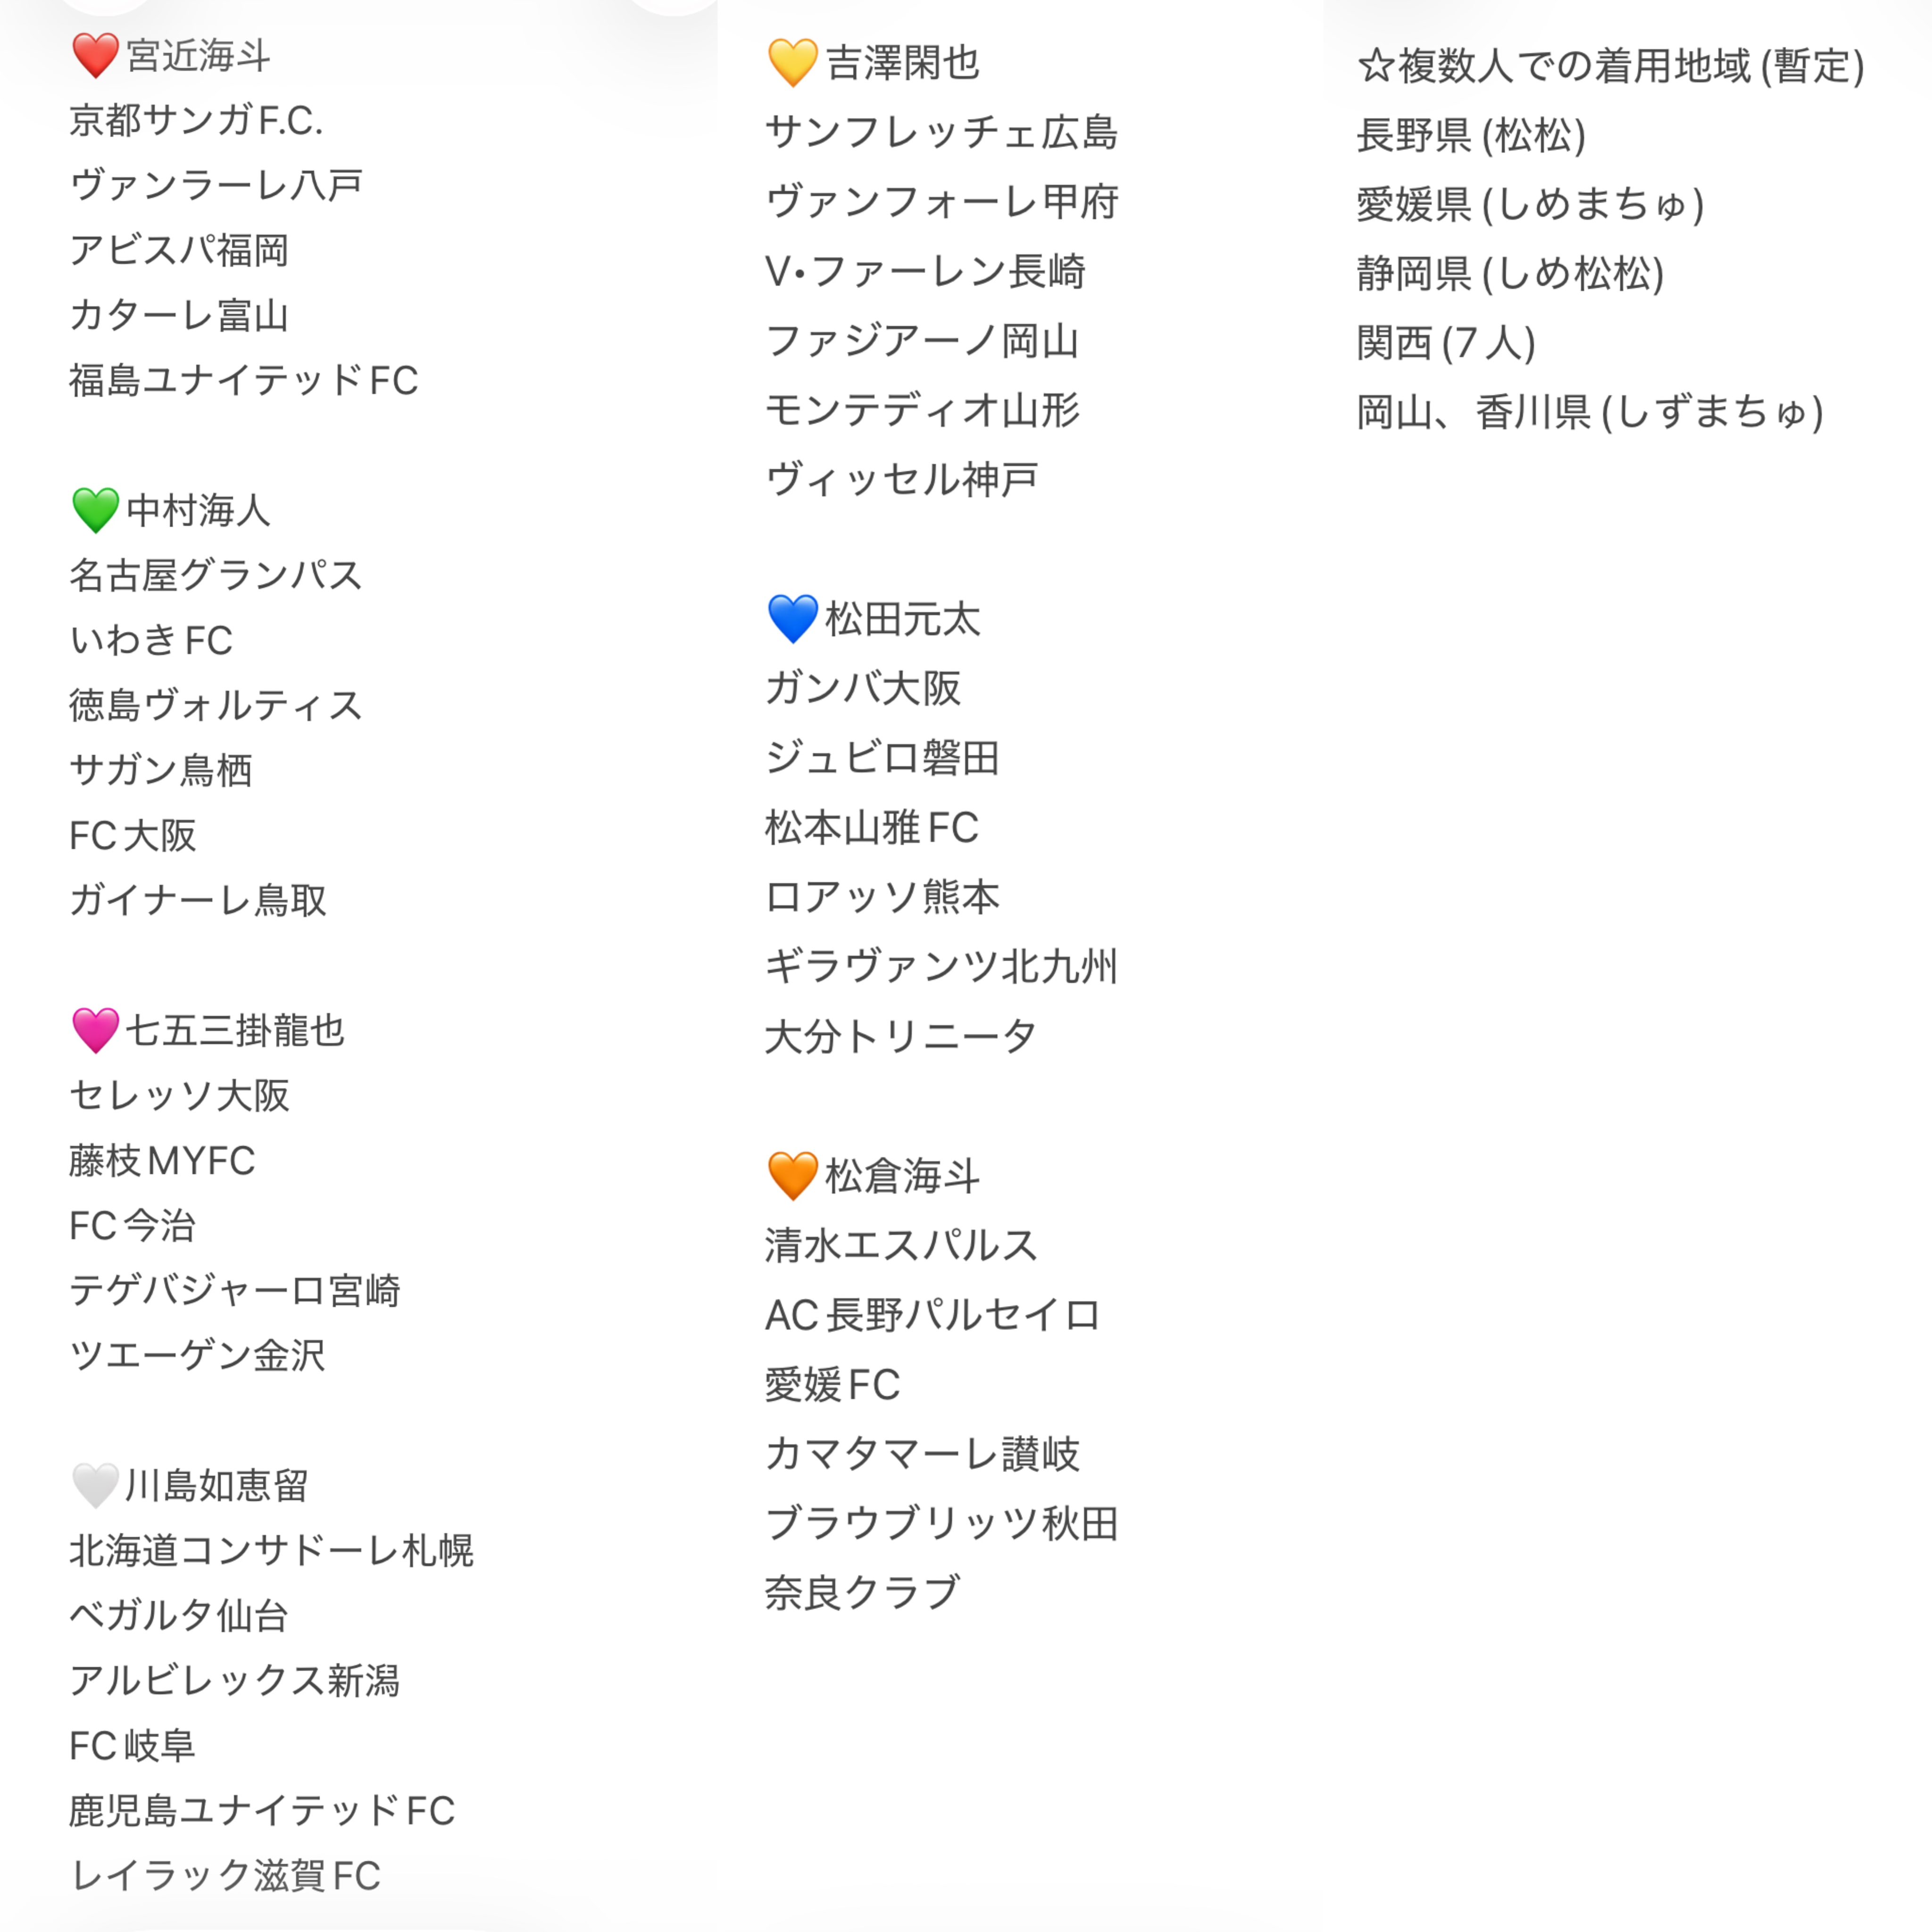 ❤️宮近海斗
京都サンガF.C.
ヴァンラーレ八戸
アビスパ福岡
カターレ富山
福島ユナイテッドFC
💚中村海人
名古屋グランパス
いわきFC
徳島ヴォルティス
サガン鳥栖
FC大阪
ガイナーレ鳥取
🩷七五三掛龍也
セレッソ大阪
藤枝MYFC
FC今治
テゲバジャーロ宮崎
ツエーゲン金沢
🤍川島如恵留
北海道コンサドーレ札幌
ベガルタ仙台
アルビレックス新潟
FC岐阜
鹿児島ユナイテッドFC
レイラック滋賀FC
💛吉澤閑也
サンフレッチェ広島
ヴァンフォーレ甲府
V•ファーレン長崎
ファジアーノ岡山
モンテディオ山形
ヴィッセル神戸
💙松田元太
ガンバ大阪
ジュビロ磐田
松本山雅FC
ロアッソ熊本
ギラヴァンツ北九州
大分トリニータ
🧡松倉海斗
清水エスパルス
AC長野パルセイロ
愛媛FC
カマタマーレ讃岐
ブラウブリッツ秋田
奈良クラブ
☆複数人での着用地域(暫定)
長野県(松松)
愛媛県(しめまちゅ)
静岡県(しめ松松)
関西(7人)
岡山、香川県(しずまちゅ)